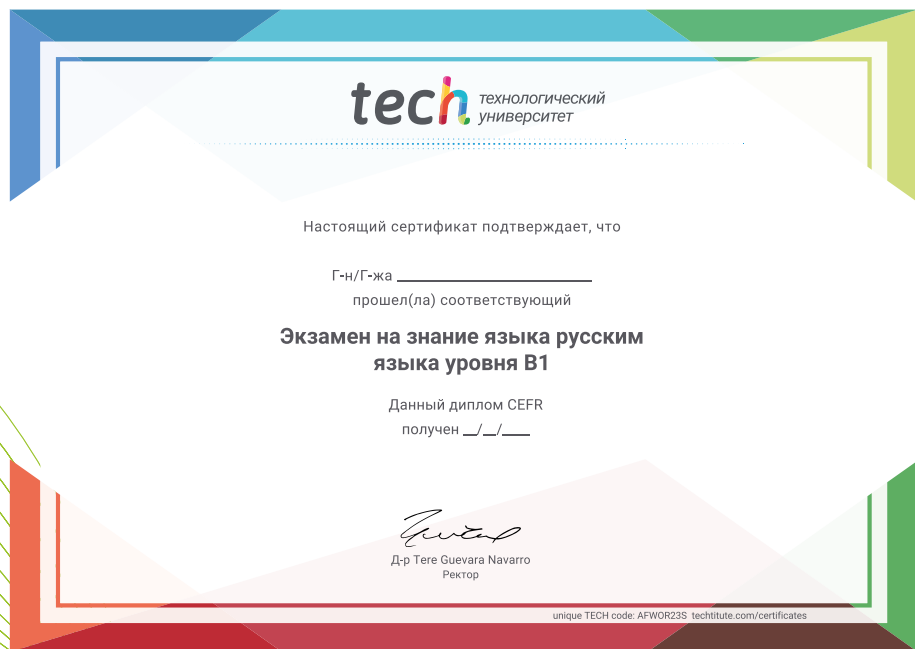 tech технологический
университет
Настоящий сертификат подтверждает, что
Г-н/Г-жа ____________________
прошел(ла) соответствующий
Экзамен на знание языка русским
языка уровня B1
Данный диплом CEFR
получен __/__/____
Д-р Tere Guevara Navarro
Ректор
unique TECH code: AFWOR23S techtitute.com/certificates